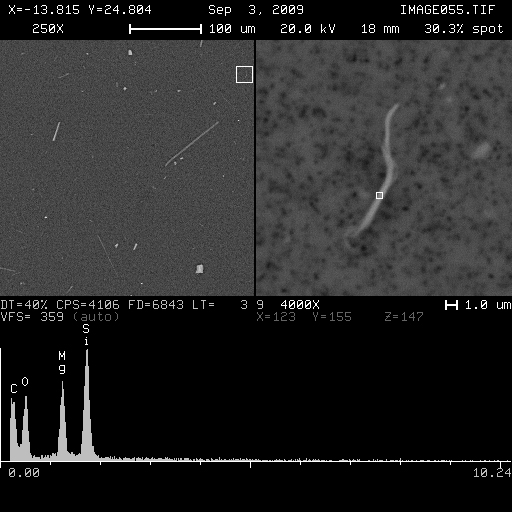 X=-13.815 Y=24.804 Sep 3, 2009 IMAGE055.TIF
250X 100 um 20.0 kV 18 mm 30.3% spot
DT=40% CPS=4106 FD=6843 LT= 3 9 4000X 1.0 um
VFS= 359 (auto) X=123 Y=155 Z=147
Si
Mg
C O
0.00 10.24